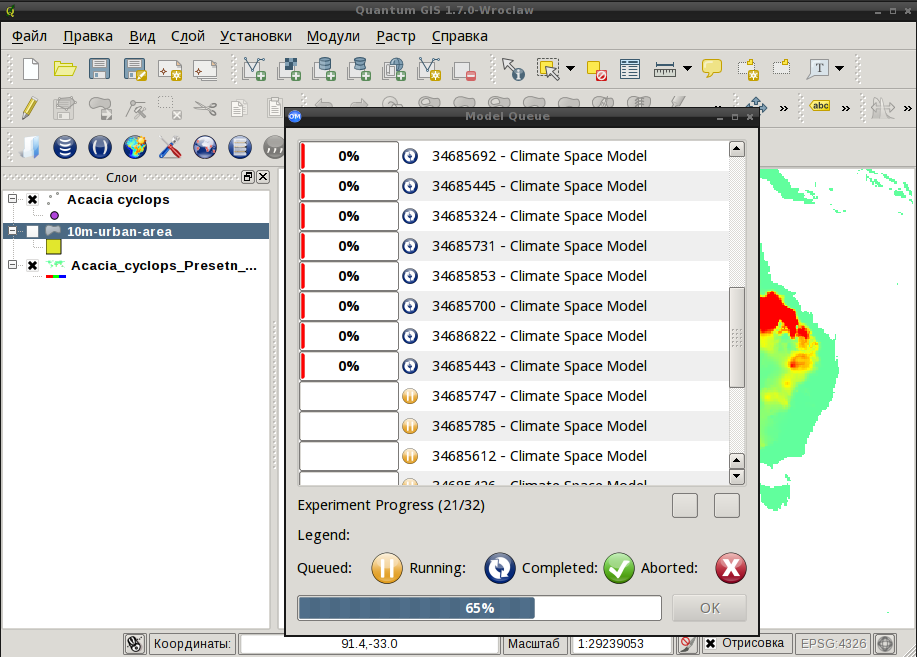 Quantum GIS 1.7.0-Wroclaw
Файл Правка Вид Слой Установки Модули Растр Справка
T
abc
Слои
Acacia cyclops
10m-urban-area
Acacia_cyclops_Presetn_...
OM Model Queue
0% 34685692 - Climate Space Model
0% 34685445 - Climate Space Model
0% 34685324 - Climate Space Model
0% 34685731 - Climate Space Model
0% 34685853 - Climate Space Model
0% 34685700 - Climate Space Model
0% 34686822 - Climate Space Model
0% 34685443 - Climate Space Model
34685747 - Climate Space Model
34685785 - Climate Space Model
34685612 - Climate Space Model
34685426 - Climate Space Model
Experiment Progress (21/32)
Legend:
Queued: Running: Completed: Aborted:
65% OK
Координаты: 91.4,-33.0 Масштаб 1:29239053 Отрисовка EPSG:4326